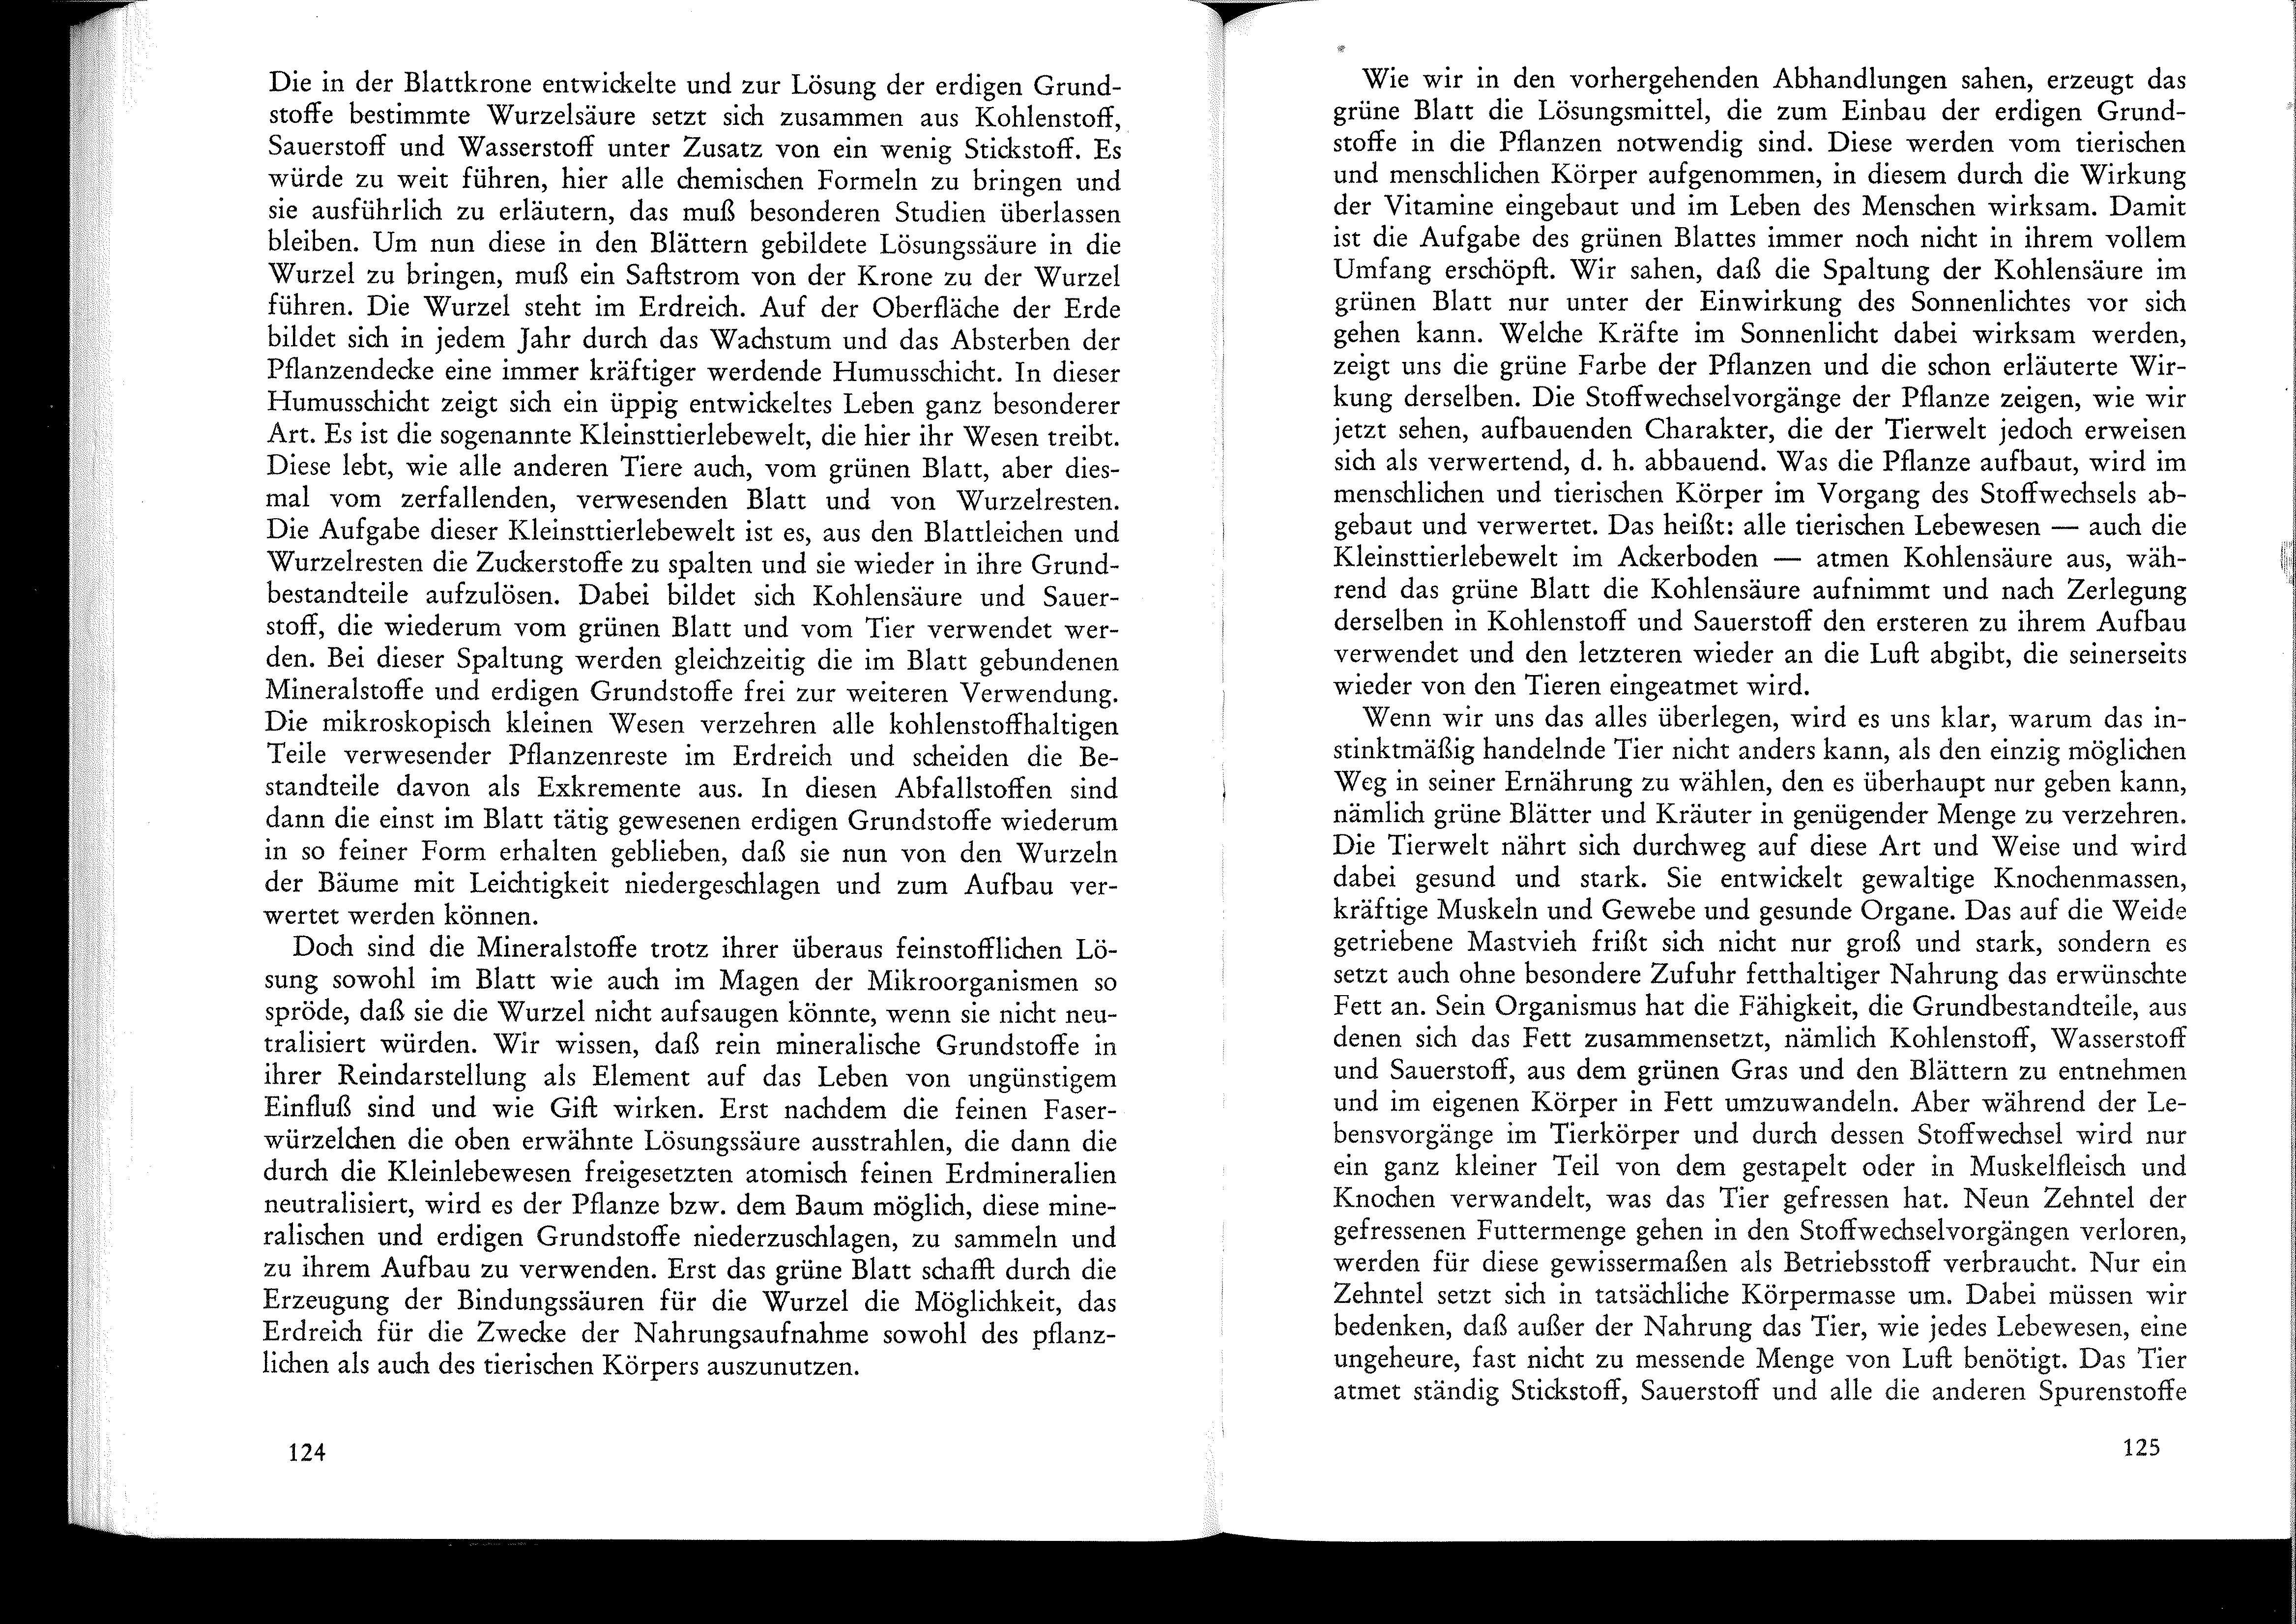 Die in der Blattkrone entwickelte und zur Lösung der erdigen Grund-
stoffe bestimmte Wurzelsäure setzt sich zusammen aus Kohlenstoff,
Sauerstoff und Wasserstoff unter Zusatz von ein wenig Stickstoff. Es
würde zu weit führen, hier alle chemischen Formeln zu bringen und
sie ausführlich zu erläutern, das muß besonderen Studien überlassen
bleiben. Um nun diese in den Blättern gebildete Lösungssäure in die
Wurzel zu bringen, muß ein Saftstrom von der Krone zu der Wurzel
führen. Die Wurzel steht im Erdreich. Auf der Oberfläche der Erde
bildet sich in jedem Jahr durch das Wachstum und das Absterben der
Pflanzendecke eine immer kräftiger werdende Humusschicht. In dieser
Humusschicht zeigt sich ein üppig entwickeltes Leben ganz besonderer
Art. Es ist die sogenannte Kleinsttierlebewelt, die hier ihr Wesen treibt.
Diese lebt, wie alle anderen Tiere auch, vom grünen Blatt, aber dies-
mal vom zerfallenden, verwesenden Blatt und von Wurzelresten.
Die Aufgabe dieser Kleinsttierlebewelt ist es, aus den Blattleichen und
Wurzelresten die Zuckerstoffe zu spalten und sie wieder in ihre Grund-
bestandteile aufzulösen. Dabei bildet sich Kohlensäure und Sauer-
stoff, die wiederum vom grünen Blatt und vom Tier verwendet wer-
den. Bei dieser Spaltung werden gleichzeitig die im Blatt gebundenen
Mineralstoffe und erdigen Grundstoffe frei zur weiteren Verwendung.
Die mikroskopisch kleinen Wesen verzehren alle kohlenstoffhaltigen
Teile verwesender Pflanzenreste im Erdreich und scheiden die Be-
standteile davon als Exkremente aus. In diesen Abfallstoffen sind
dann die einst im Blatt tätig gewesenen erdigen Grundstoffe wiederum
in so feiner Form erhalten geblieben, daß sie nun von den Wurzeln
der Bäume mit Leichtigkeit niedergeschlagen und zum Aufbau ver-
wertet werden können.
Doch sind die Mineralstoffe trotz ihrer überaus feinstofflichen Lö-
sung sowohl im Blatt wie auch im Magen der Mikroorganismen so
spröde, daß sie die Wurzel nicht aufsaugen könnte, wenn sie nicht neu-
tralisiert würden. Wir wissen, daß rein mineralische Grundstoffe in
ihrer Reindarstellung als Element auf das Leben von ungünstigem
Einfluß sind und wie Gift wirken. Erst nachdem die feinen Faser-
würzelchen die oben erwähnte Lösungssäure ausstrahlen, die dann die
durch die Kleinlebewesen freigesetzten atomisch feinen Erdmineralien
neutralisiert, wird es der Pflanze bzw. dem Baum möglich, diese mine-
ralischen und erdigen Grundstoffe niederzuschlagen, zu sammeln und
zu ihrem Aufbau zu verwenden. Erst das grüne Blatt schafft durch die
Erzeugung der Bindungssäuren für die Wurzel die Möglichkeit, das
Erdreich für die Zwecke der Nahrungsaufnahme sowohl des pflanz-
lichen als auch des tierischen Körpers auszunutzen.
124
Wie wir in den vorhergehenden Abhandlungen sahen, erzeugt das
grüne Blatt die Lösungsmittel, die zum Einbau der erdigen Grund-
stoffe in die Pflanzen notwendig sind. Diese werden vom tierischen
und menschlichen Körper aufgenommen, in diesem durch die Wirkung
der Vitamine eingebaut und im Leben des Menschen wirksam. Damit
ist die Aufgabe des grünen Blattes immer noch nicht in ihrem vollem
Umfang erschöpft. Wir sahen, daß die Spaltung der Kohlensäure im
grünen Blatt nur unter der Einwirkung des Sonnenlichtes vor sich
gehen kann. Welche Kräfte im Sonnenlicht dabei wirksam werden,
zeigt uns die grüne Farbe der Pflanzen und die schon erläuterte Wir-
kung derselben. Die Stoffwechselvorgänge der Pflanze zeigen, wie wir
jetzt sehen, aufbauenden Charakter, die der Tierwelt jedoch erweisen
sich als verwertend, d. h. abbauend. Was die Pflanze aufbaut, wird im
menschlichen und tierischen Körper im Vorgang des Stoffwechsels ab-
gebaut und verwertet. Das heißt: alle tierischen Lebewesen — auch die
Kleinsttierlebewelt im Ackerboden — atmen Kohlensäure aus, wäh-
rend das grüne Blatt die Kohlensäure aufnimmt und nach Zerlegung
derselben in Kohlenstoff und Sauerstoff den ersteren zu ihrem Aufbau
verwendet und den letzteren wieder an die Luft abgibt, die seinerseits
wieder von den Tieren eingeatmet wird.
Wenn wir uns das alles überlegen, wird es uns klar, warum das in-
stinktmäßig handelnde Tier nicht anders kann, als den einzig möglichen
Weg in seiner Ernährung zu wählen, den es überhaupt nur geben kann,
nämlich grüne Blätter und Kräuter in genügender Menge zu verzehren.
Die Tierwelt nährt sich durchweg auf diese Art und Weise und wird
dabei gesund und stark. Sie entwickelt gewaltige Knochenmassen,
kräftige Muskeln und Gewebe und gesunde Organe. Das auf die Weide
getriebene Mastvieh frißt sich nicht nur groß und stark, sondern es
setzt auch ohne besondere Zufuhr fetthaltiger Nahrung das erwünschte
Fett an. Sein Organismus hat die Fähigkeit, die Grundbestandteile, aus
denen sich das Fett zusammensetzt, nämlich Kohlenstoff, Wasserstoff
und Sauerstoff, aus dem grünen Gras und den Blättern zu entnehmen
und im eigenen Körper in Fett umzuwandeln. Aber während der Le-
bensvorgänge im Tierkörper und durch dessen Stoffwechsel wird nur
ein ganz kleiner Teil von dem gestapelt oder in Muskelfleisch und
Knochen verwandelt, was das Tier gefressen hat. Neun Zehntel der
gefressenen Futtermenge gehen in den Stoffwechselvorgängen verloren,
werden für diese gewissermaßen als Betriebsstoff verbraucht. Nur ein
Zehntel setzt sich in tatsächliche Körpermasse um. Dabei müssen wir
bedenken, daß außer der Nahrung das Tier, wie jedes Lebewesen, eine
ungeheure, fast nicht zu messende Menge von Luft benötigt. Das Tier
atmet ständig Stickstoff, Sauerstoff und alle die anderen Spurenstoffe
125